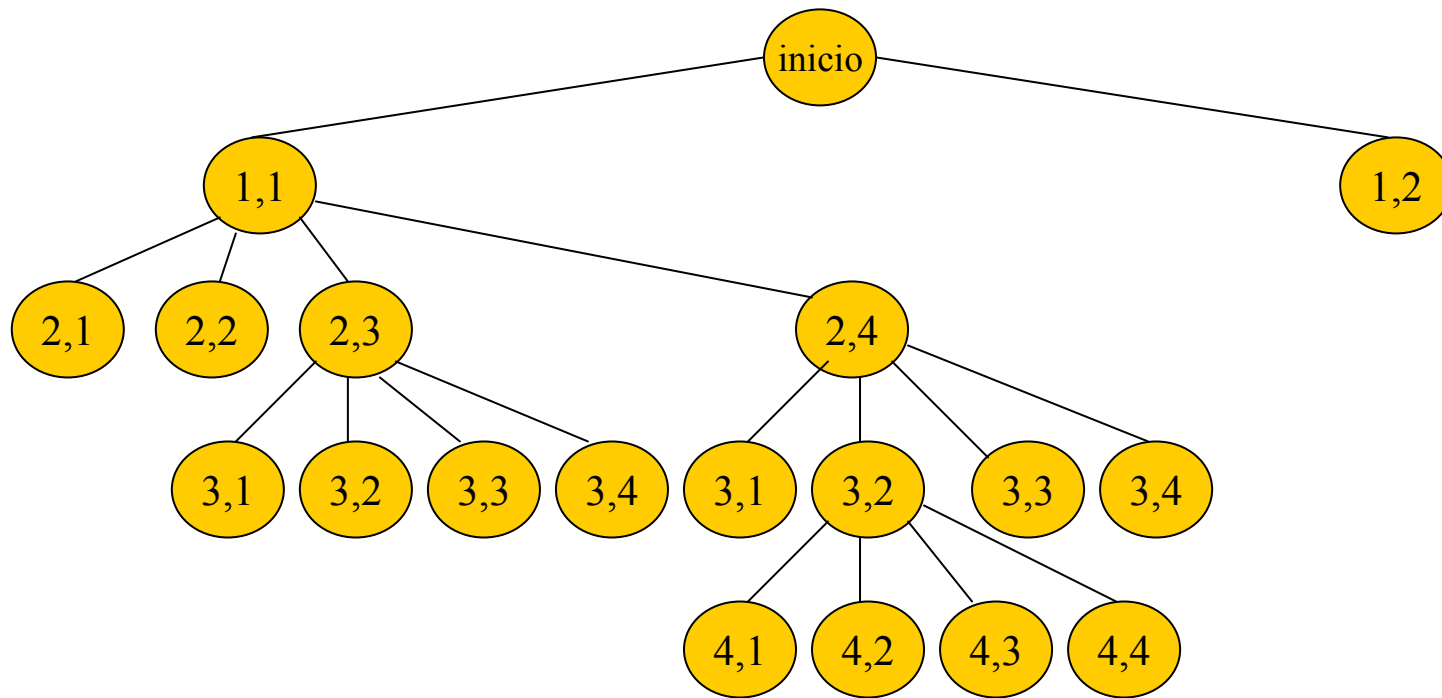 inicio
1,1 1,2
2,1 2,2 2,3 2,4
3,1 3,2 3,3 3,4 3,1 3,2 3,3 3,4
4,1 4,2 4,3 4,4